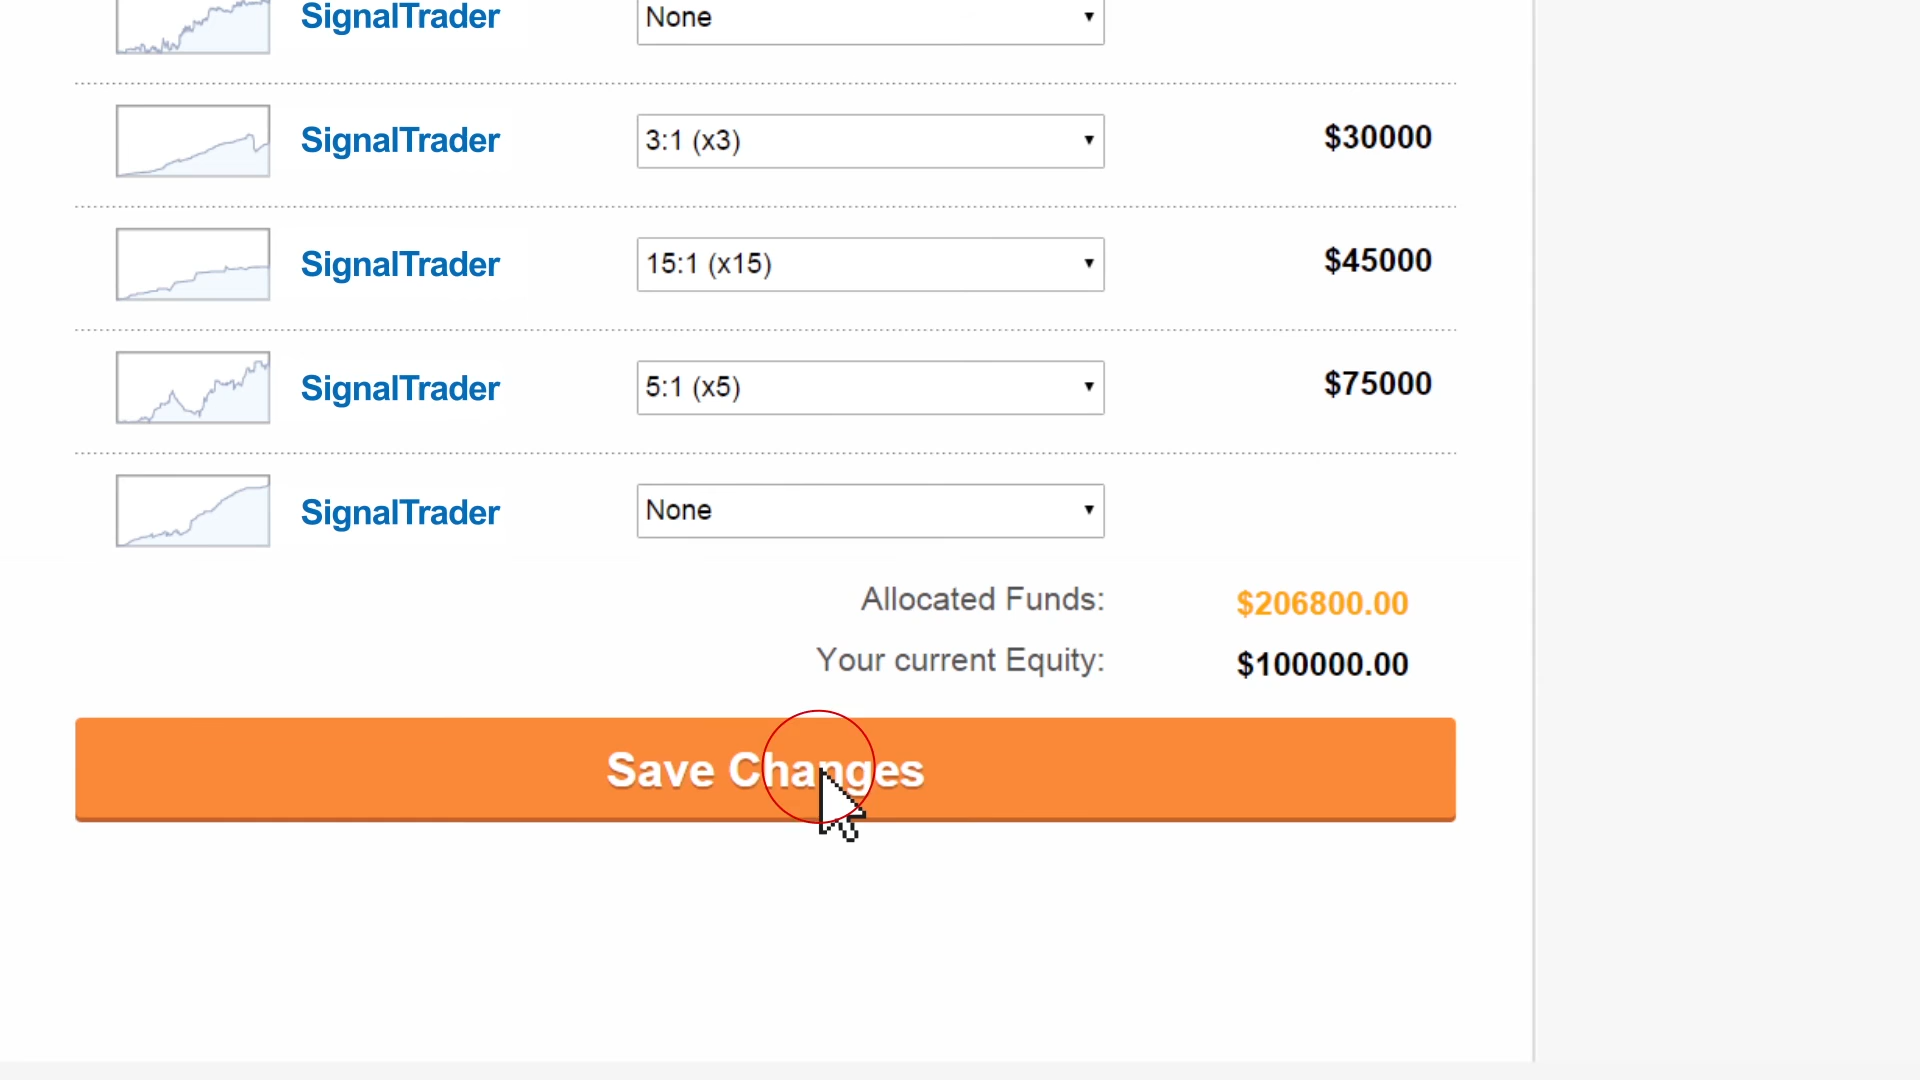 SignalTrader None
SignalTrader 3:1 (x3) $30000
SignalTrader 15:1 (x15) $45000
SignalTrader 5:1 (x5) $75000
SignalTrader None
Allocated Funds: $206800.00
Your current Equity: $100000.00
Save Changes